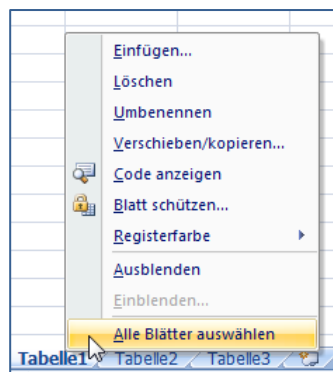 Einfügen...
Löschen
Umbenennen
Verschieben/kopieren...
Code anzeigen
Blatt schützen...
Registerfarbe
Ausblenden
Einblenden...
Alle Blätter auswählen
Tabelle1 Tabelle2 Tabelle3